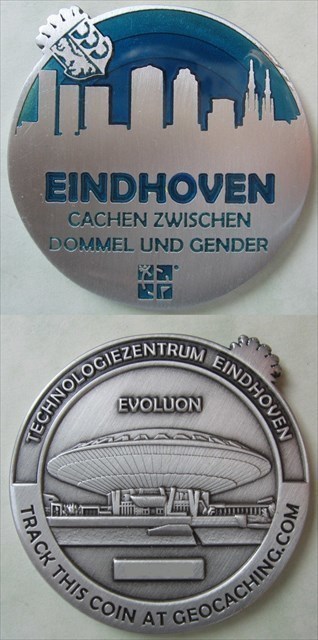 EINDHOVEN
CACHEN ZWISCHEN
DOMMEL UND GENDER
TECHNOLOGIEZENTRUM EINDHOVEN
EVOLUON
TRACK THIS COIN AT GEOCACHING.COM